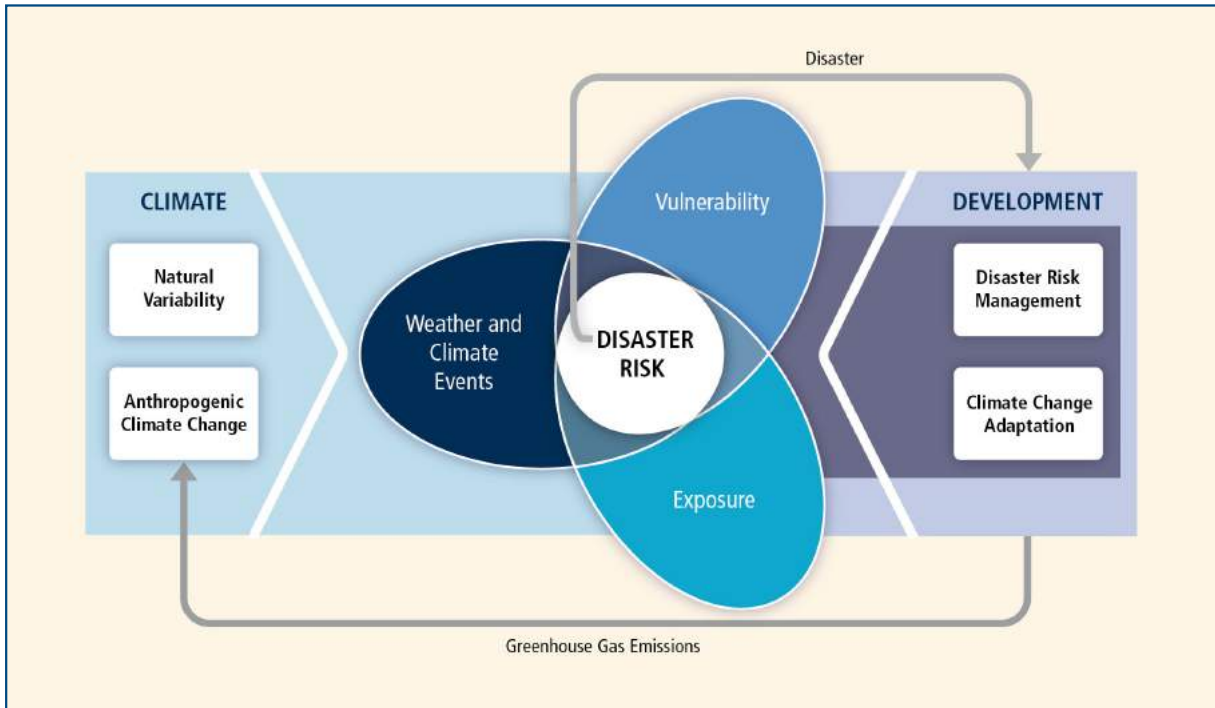 Disaster
CLIMATE
Natural
Variability
Anthropogenic
Climate Change
Vulnerability
Weather and
Climate
Events
DISASTER
RISK
Exposure
DEVELOPMENT
Disaster Risk
Management
Climate Change
Adaptation
Greenhouse Gas Emissions